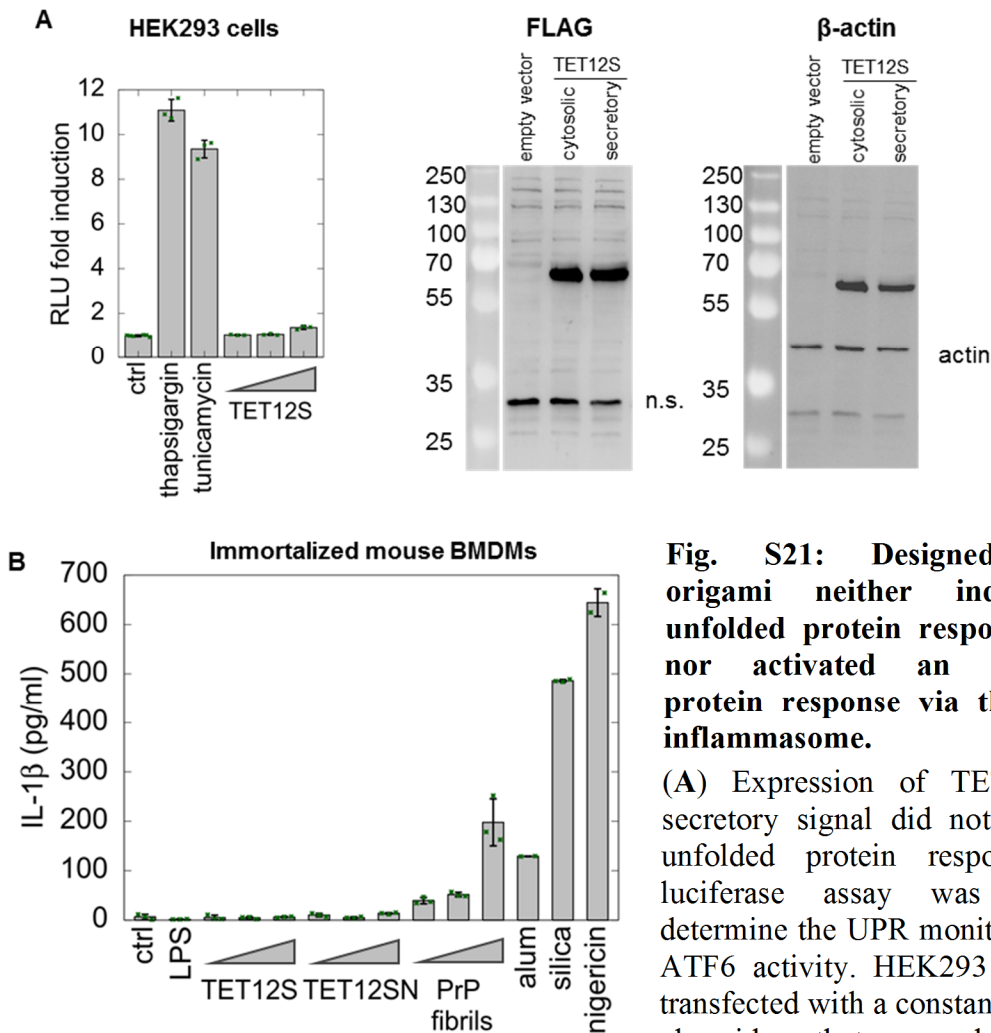 A
HEK293 cells
RLU fold induction
12
10
8
6
4
2
0
ctrl
thapsigargin
tunicamycin
TET12S
FLAG
TET12S
empty vector
cytosolic
secretory
250
130
100
70
55
35
25
n.s.
β-actin
TET12S
empty vector
cytosolic
secretory
250
130
100
70
55
35
25
actin
B
Immortalized mouse BMDMs
IL-1β (pg/ml)
700
600
500
400
300
200
100
0
ctrl
LPS
TET12S
TET12SN
PrP
fibrils
alum
silica
nigericin
Fig. S21: Designed
origami neither ind
unfolded protein respo
nor activated an
protein response via th
inflammasome.
(A) Expression of TE
secretory signal did not
unfolded protein respo
luciferase assay was
determine the UPR monit
ATF6 activity. HEK293
transfected with a constan